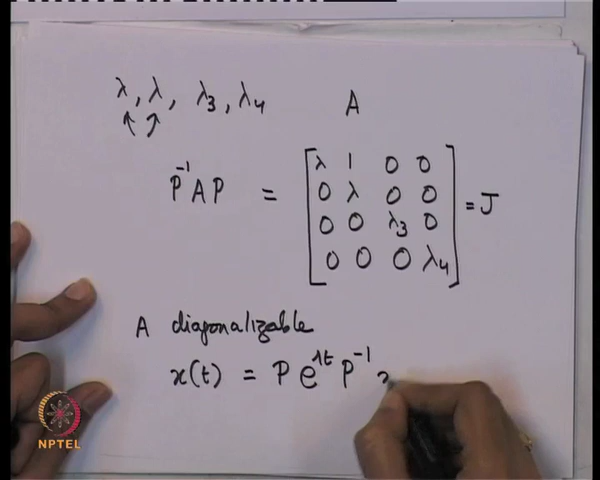 λ, λ, λ₃, λ₄ A
↑ ↑
P⁻¹AP = [λ 1 0 0
0 λ 0 0
0 0 λ₃ 0
0 0 0 λ₄] = J
A diagonalizable
x(t) = P e^Λt P⁻¹
NPTEL